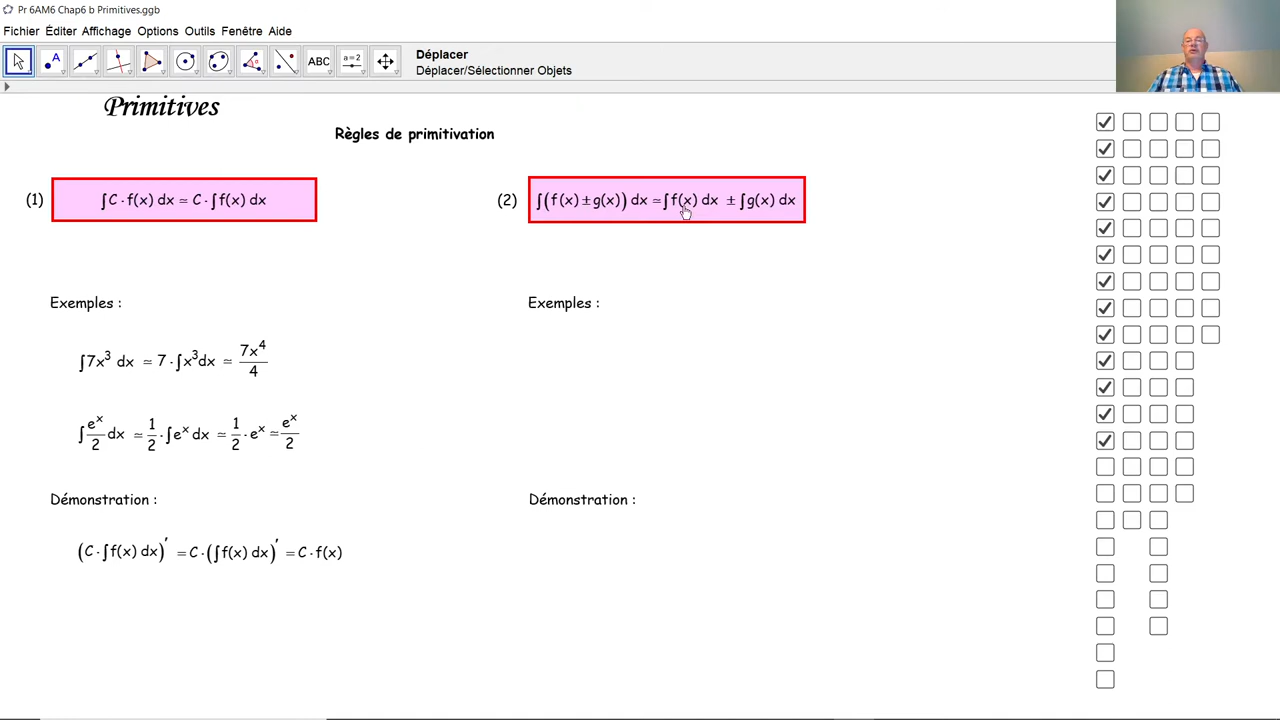 Pr 6AM6 Chap6 b Primitives.ggb
Fichier Éditer Affichage Options Outils Fenêtre Aide
A
ABC
a=2
Déplacer
Déplacer/Sélectionner Objets
Primitives
Règles de primitivation
(1) ∫C·f(x) dx ≃ C·∫f(x) dx
(2) ∫(f(x)±g(x)) dx ≃∫f(x) dx ±∫g(x) dx
Exemples :
Exemples :
∫7x³ dx ≃ 7·∫x³dx ≃ 7x⁴/4
∫eˣ/2 dx ≃ 1/2·∫eˣ dx ≃ 1/2·eˣ ≃ eˣ/2
Démonstration :
Démonstration :
(C·∫f(x) dx)′ = C·(∫f(x) dx)′ = C·f(x)